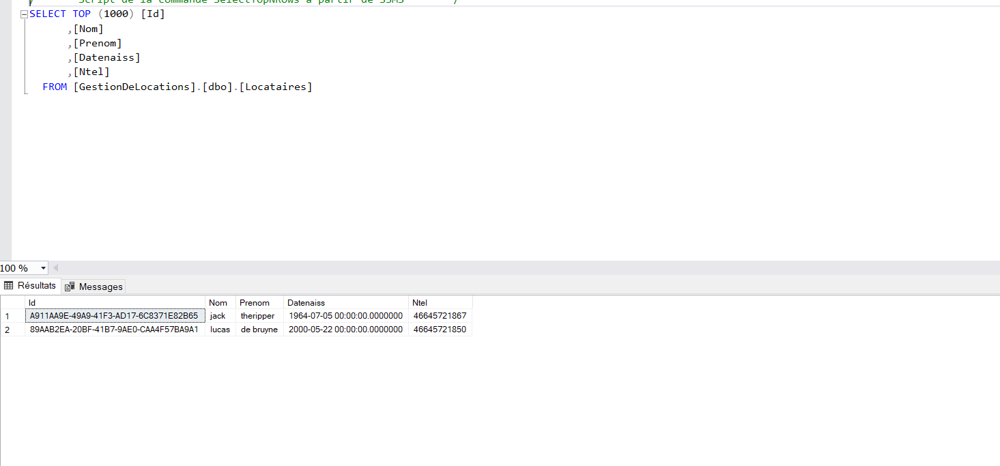 Script de la commande SelectTopNRows à partir de SSMS
SELECT TOP (1000) [Id]
,[Nom]
,[Prenom]
,[Datenaiss]
,[Ntel]
FROM [GestionDeLocations].[dbo].[Locataires]
100 %
Résultats Messages
Id Nom Prenom Datenaiss Ntel
1 A911AA9E-49A9-41F3-AD17-6C8371E82B65 jack theripper 1964-07-05 00:00:00.0000000 46645721867
2 89AAB2EA-20BF-41B7-9AE0-CAA4F57BA9A1 lucas de bruyne 2000-05-22 00:00:00.0000000 46645721850